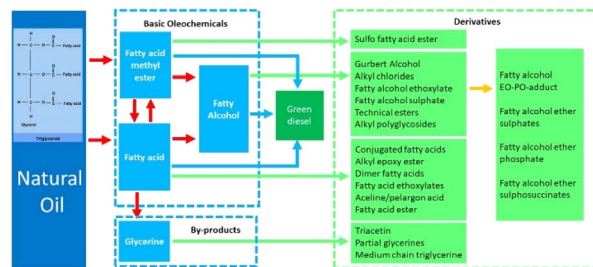 Basic Oleochemicals
Derivatives
Fatty acid
Fatty acid
Fatty acid
Glycerol
Triglyceride
Natural
Oil
Fatty acid
methyl
ester
Fatty
Alcohol
Fatty acid
Green
diesel
Glycerine
By-products
Sulfo fatty acid ester
Gurbert Alcohol
Alkyl chlorides
Fatty alcohol ethoxylate
Fatty alcohol sulphate
Technical esters
Alkyl polyglycosides
Fatty alcohol
EO-PO-adduct
Fatty alcohol ether
sulphates
Fatty alcohol ether
phosphate
Fatty alcohol ether
sulphosuccinates
Conjugated fatty acids
Alkyl epoxy ester
Dimer fatty acids
Fatty acid ethoxylates
Aceline/pelargon acid
Fatty acid ester
Triacetin
Partial glycerines
Medium chain triglycerine